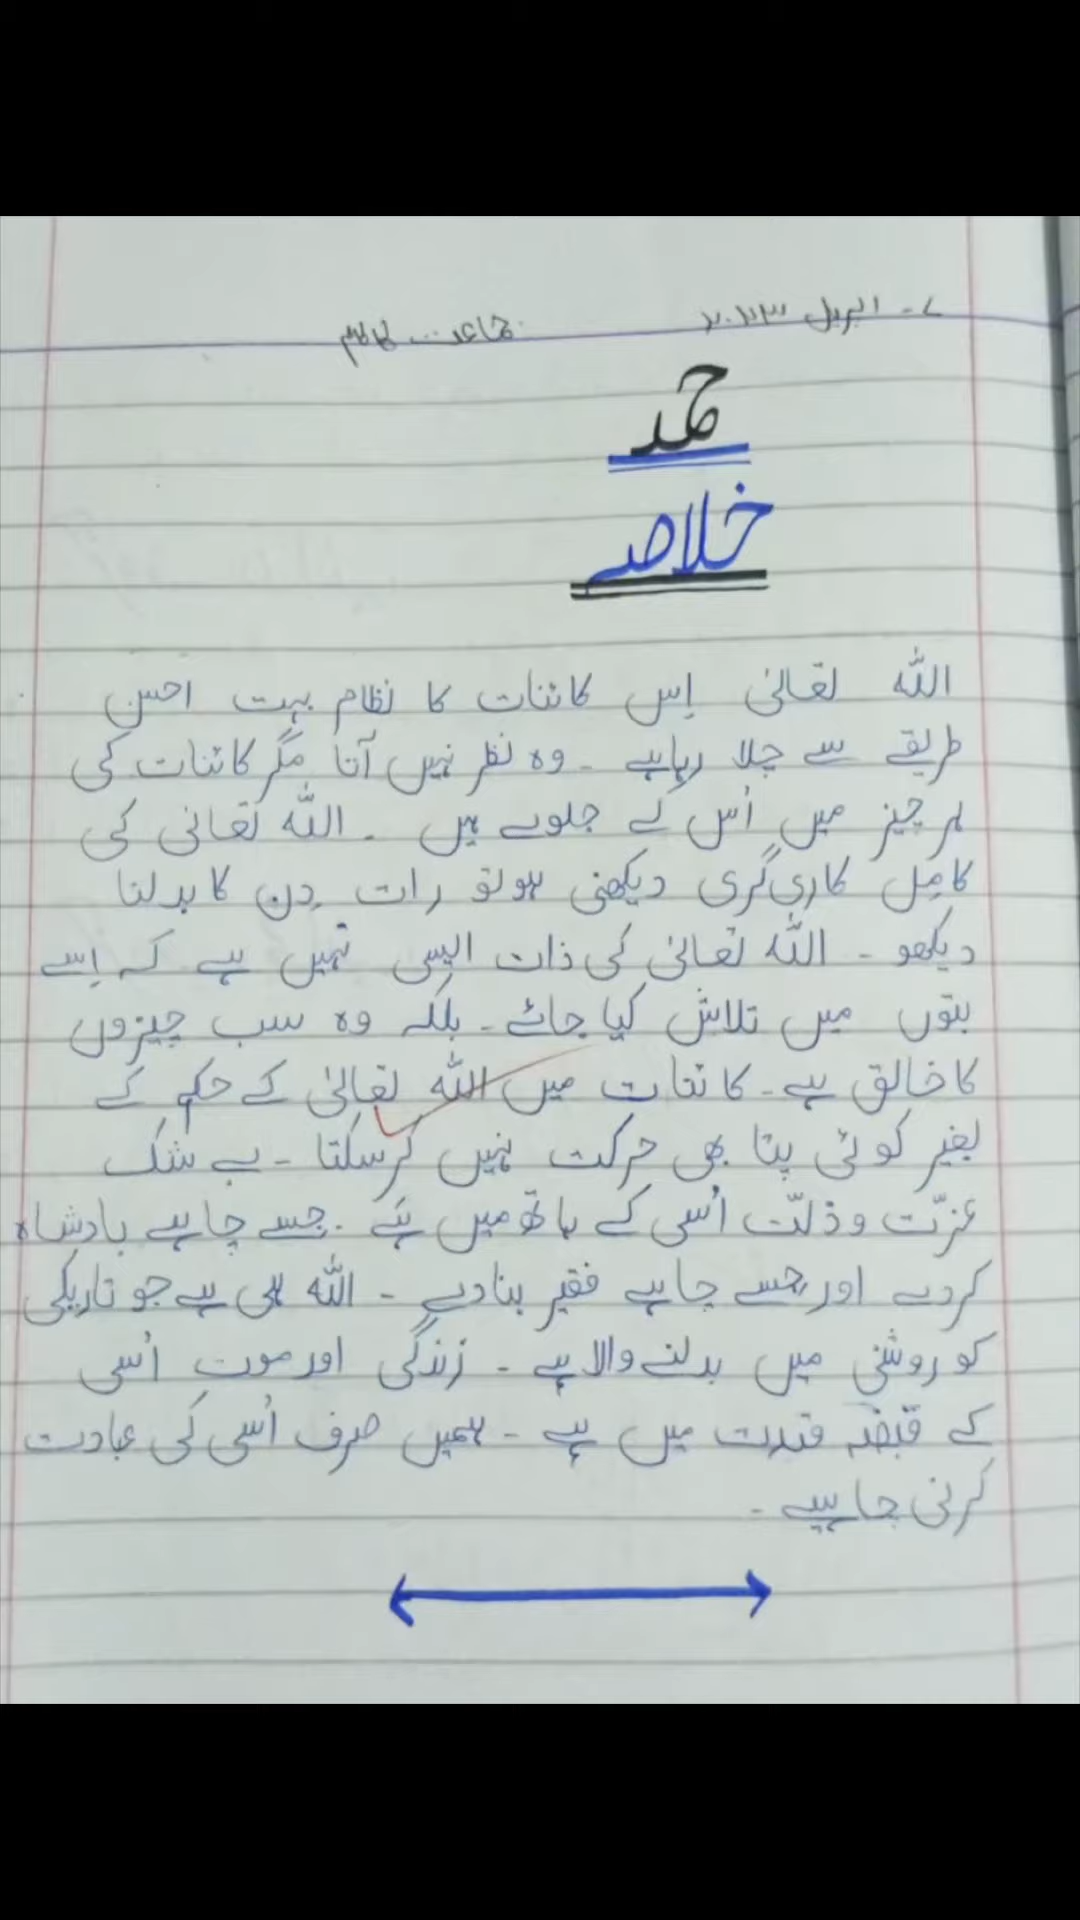 ۷- اپریل ۲۰۲۳
حمد
خلاصہ
اللہ تعالیٰ اِس کائنات کا نظام بہت احسن
طریقے سے چلا رہا ہے ۔ وہ نظر نہیں آتا مگر کائنات کی
ہر چیز میں اُس کے جلوے ہیں ۔ اللہ تعالیٰ کی
کامِل کاری گری دیکھنی ہو تو رات دِن کا بدلنا
دیکھو ۔ اللہ تعالیٰ کی ذات ایسی نہیں ہے کہ اِسے
بتوں میں تلاش کیا جائے ۔ بلکہ وہ سب چیزوں
کا خالق ہے ۔ کائنات میں اللہ تعالیٰ کے حکم کے
بغیر کوئی پتا بھی حرکت نہیں کر سکتا ۔ بے شک
عزّت و ذلّت اُسی کے ہاتھ میں ہے ۔ جسے چاہے بادشاہ
کردے اور جسے چاہے فقیر بنا دے ۔ اللہ ہی ہے جو تاریکی
کو روشنی میں بدلنے والا ہے ۔ زندگی اور موت اُسی
کے قبضہ قدرت میں ہے ۔ ہمیں صرف اُسی کی عبادت
کرنی چاہیے ۔